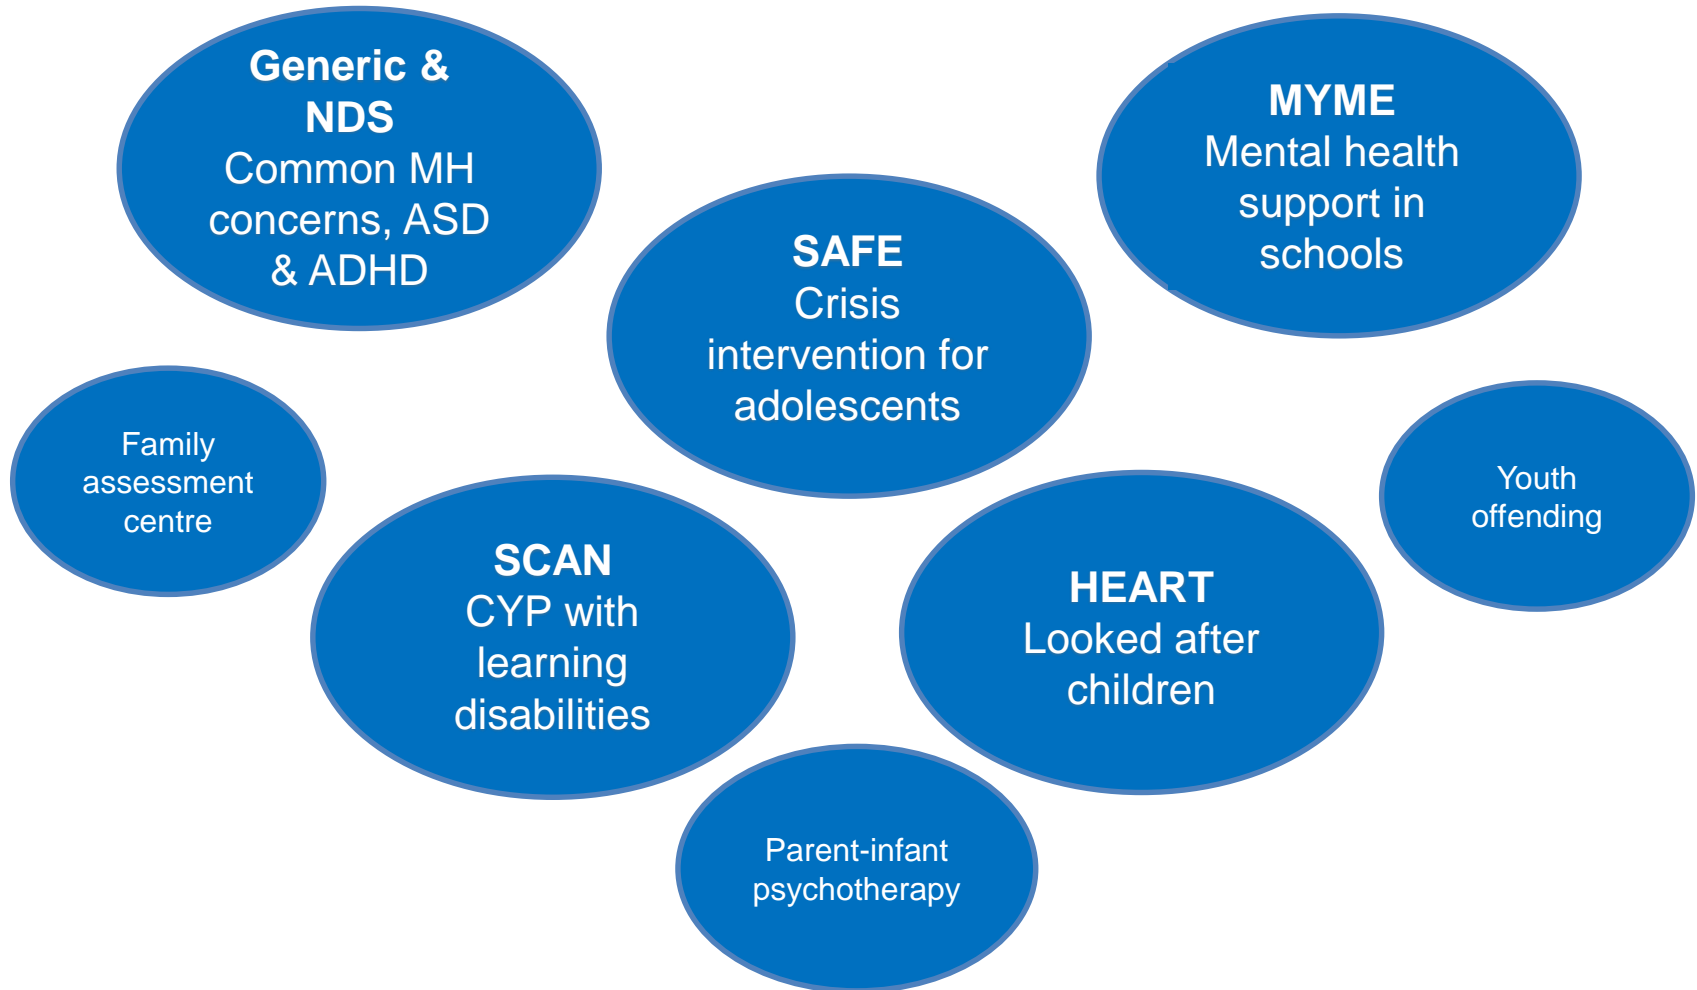 Generic &
NDS
Common MH
concerns, ASD
& ADHD
MYME
Mental health
support in
schools
SAFE
Crisis
intervention for
adolescents
Family
assessment
centre
Youth
offending
SCAN
CYP with
learning
disabilities
HEART
Looked after
children
Parent-infant
psychotherapy